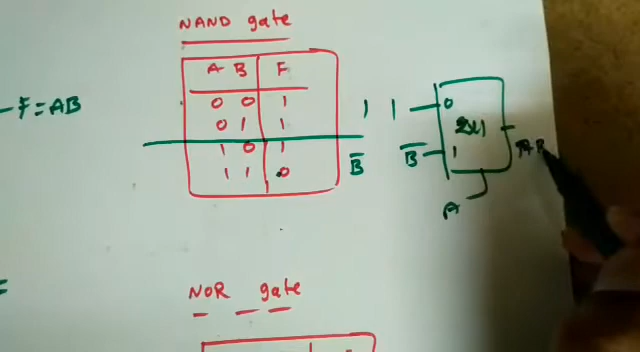 NAND gate
A B F
F = AB
0 0 1
0 1 1
1 0 1
1 1 0
1
B̅
1 0
2x1
B̅ 1
A
NOR gate